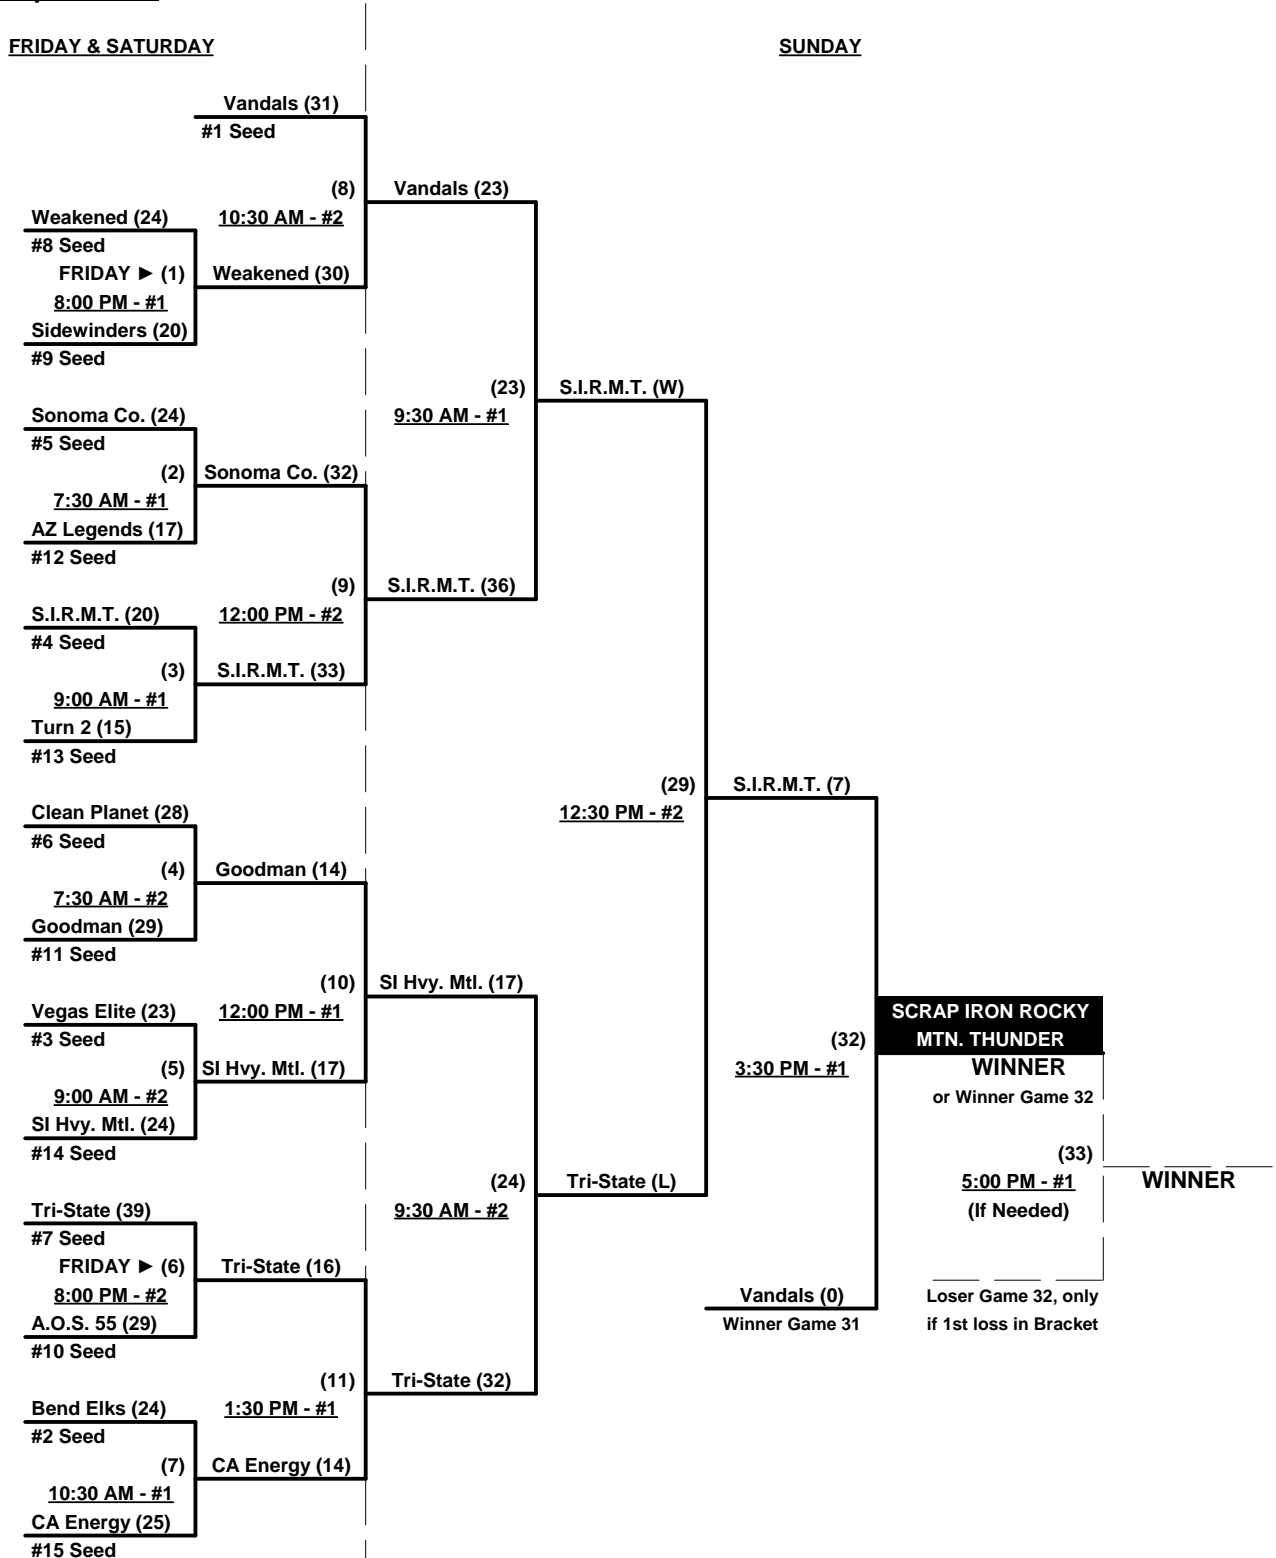 FRIDAY & SATURDAY
SUNDAY
Vandals (31)
#1 Seed
(8)
10:30 AM - #2
Vandals (23)
Weakened (24)
#8 Seed
FRIDAY ► (1)
8:00 PM - #1
Weakened (30)
Sidewinders (20)
#9 Seed
(23)
9:30 AM - #1
S.I.R.M.T. (W)
Sonoma Co. (24)
#5 Seed
(2)
7:30 AM - #1
Sonoma Co. (32)
AZ Legends (17)
#12 Seed
(9)
12:00 PM - #2
S.I.R.M.T. (36)
S.I.R.M.T. (20)
#4 Seed
(3)
9:00 AM - #1
S.I.R.M.T. (33)
Turn 2 (15)
#13 Seed
(29)
12:30 PM - #2
S.I.R.M.T. (7)
Clean Planet (28)
#6 Seed
(4)
7:30 AM - #2
Goodman (14)
Goodman (29)
#11 Seed
(10)
12:00 PM - #1
SI Hvy. Mtl. (17)
Vegas Elite (23)
#3 Seed
(5)
9:00 AM - #2
SI Hvy. Mtl. (17)
SI Hvy. Mtl. (24)
#14 Seed
(32)
3:30 PM - #1
SCRAP IRON ROCKY
MTN. THUNDER
WINNER
or Winner Game 32
(33)
5:00 PM - #1
(If Needed)
WINNER
(24)
9:30 AM - #2
Tri-State (L)
Tri-State (39)
#7 Seed
FRIDAY ► (6)
8:00 PM - #2
Tri-State (16)
A.O.S. 55 (29)
#10 Seed
Vandals (0)
Winner Game 31
Loser Game 32, only
if 1st loss in Bracket
(11)
1:30 PM - #1
Tri-State (32)
Bend Elks (24)
#2 Seed
(7)
10:30 AM - #1
CA Energy (14)
CA Energy (25)
#15 Seed